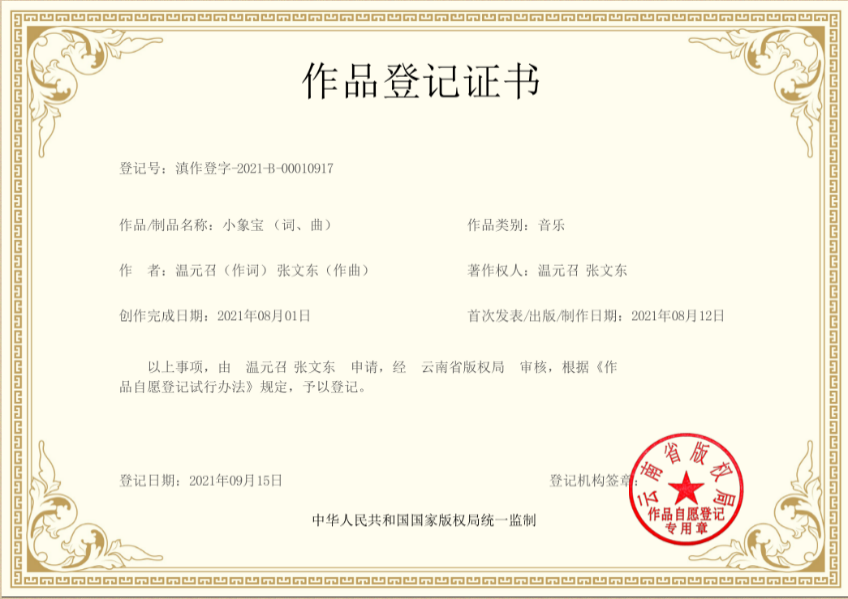 作品登记证书
登记号：滇作登字-2021-B-00010917
作品/制品名称：小象宝（词、曲）
作品类别：音乐
作　者：温元召（作词） 张文东（作曲）
著作权人：温元召 张文东
创作完成日期：2021年08月01日
首次发表/出版/制作日期：2021年08月12日
以上事项，由　温元召 张文东　申请，经　云南省版权局　审核，根据《作
品自愿登记试行办法》规定，予以登记。
登记日期：2021年09月15日
登记机构签章：
云南省版权局
作品自愿登记
专用章
中华人民共和国国家版权局统一监制